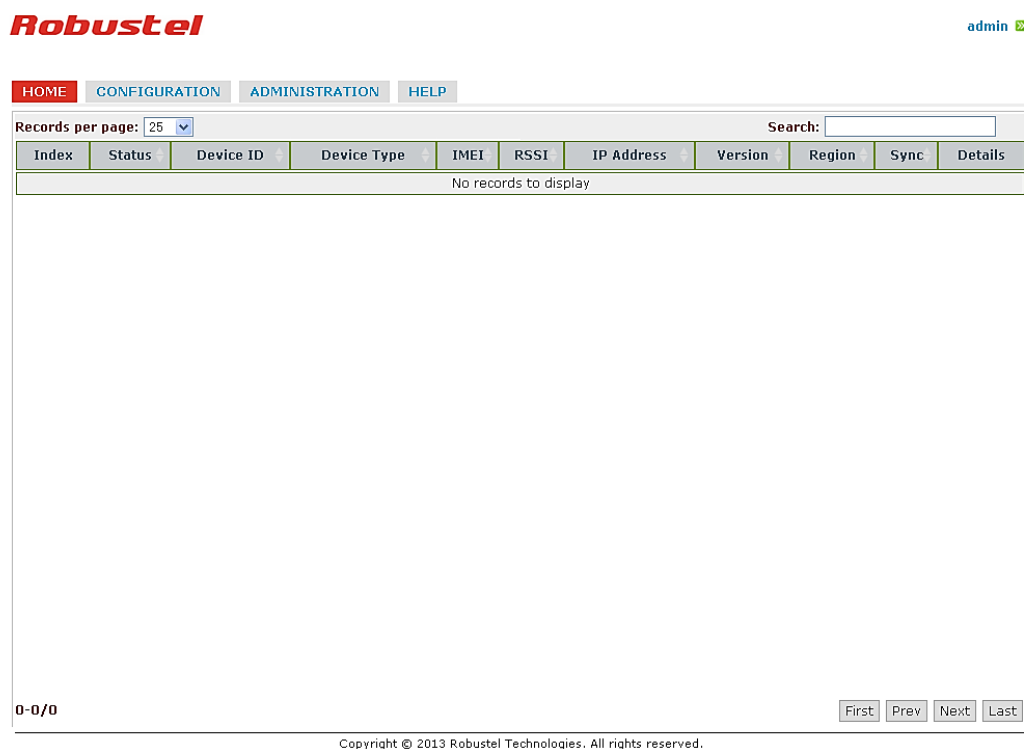 Robustel
admin
HOME CONFIGURATION ADMINISTRATION HELP
Records per page: 25 Search:
Index Status Device ID Device Type IMEI RSSI IP Address Version Region Sync Details
No records to display
0-0/0 First Prev Next Last
Copyright © 2013 Robustel Technologies. All rights reserved.